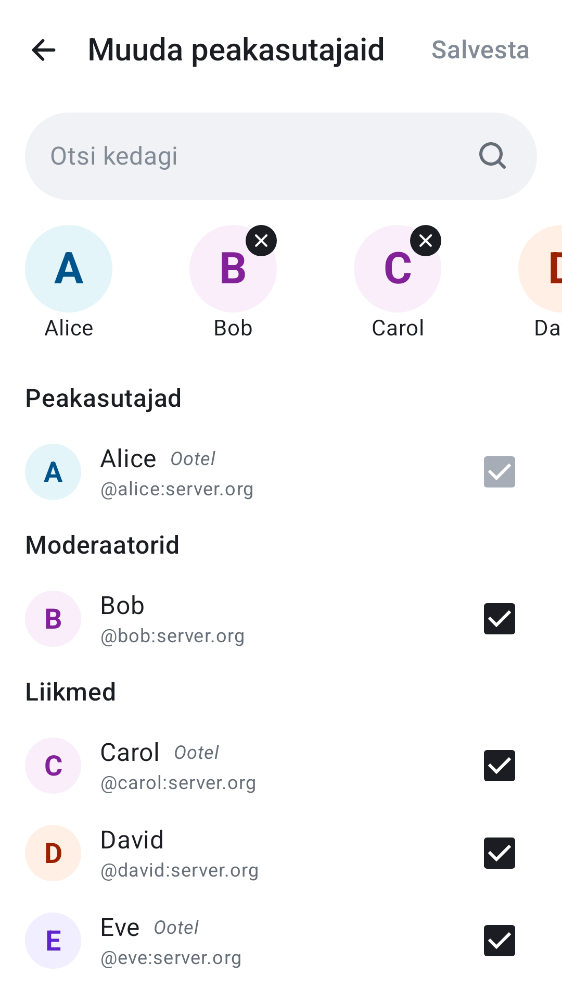 Muuda peakasutajaid Salvesta
Otsi kedagi
A B C
Alice Bob Carol Da
Peakasutajad
A Alice Ootel
@alice:server.org
Moderaatorid
B Bob
@bob:server.org
Liikmed
C Carol Ootel
@carol:server.org
D David
@david:server.org
E Eve Ootel
@eve:server.org